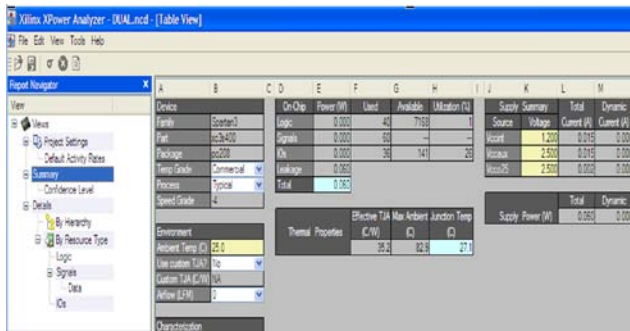 Xilinx XPower Analyzer - DUAL.ncd - [Table View]
File Edit View Tools Help
Report Navigator X
View
Views
Project Settings
Default Activity Rates
Summary
Confidence Level
Details
By Hierarchy
By Resource Type
Logic
Signals
Data
IOs
A B C D E F G H I J K L M
Device
Family Spartan3
Part xc3s400
Package pq208
Temp Grade Commercial
Process Typical
Speed Grade -4
Environment
Ambient Temp (C) 25.0
Use custom TJA? No
Custom TJA (C/W) NA
Airflow (LFM) 0
Characterization
On-Chip Power (W) Used Available Utilization (%)
Logic 0.000 40 7168 1
Signals 0.000 60 --- ---
IOs 0.000 36 141 26
Leakage 0.060
Total 0.060
Effective TJA Max Ambient Junction Temp
Thermal Properties (C/W) (C) (C)
35.2 82.9 27.1
Supply Summary Total Dynamic
Source Voltage Current (A) Current (A)
Vccint 1.200 0.015 0.00
Vccaux 2.500 0.015 0.00
Vcco25 2.500 0.002 0.00
Total Dynamic
Supply Power (W) 0.060 0.00